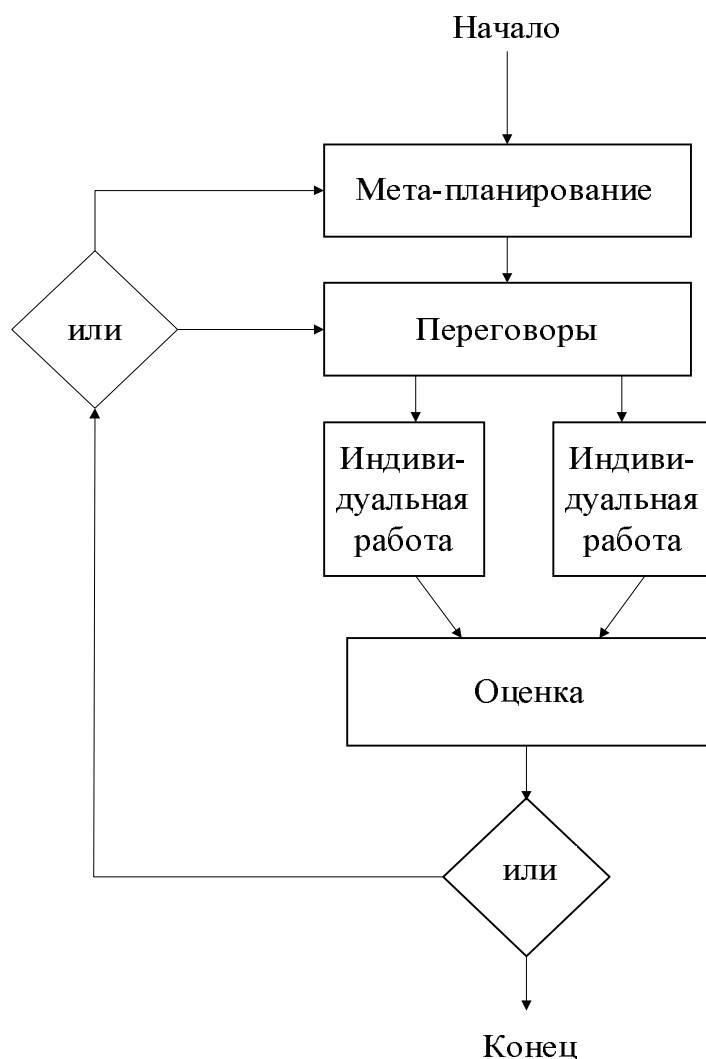 Начало
Мета-планирование
или
Переговоры
Индиви-
дуальная
работа
Индиви-
дуальная
работа
Оценка
или
Конец